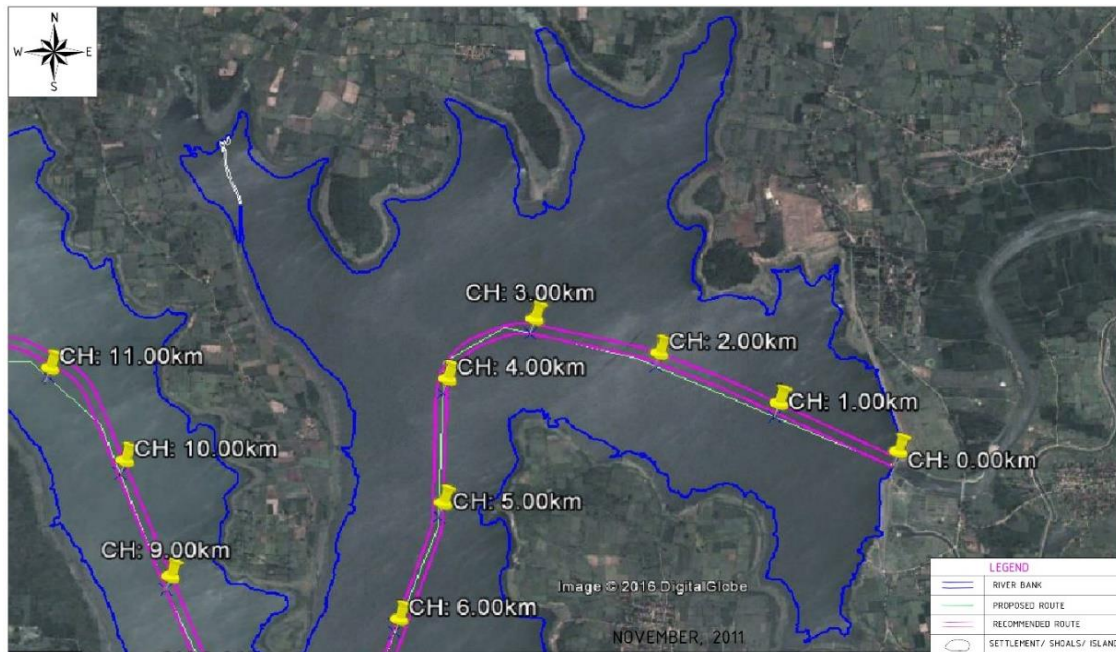 N
W E
S
CH: 3.00km
CH: 2.00km
CH: 11.00km
CH: 4.00km
CH: 1.00km
CH: 10.00km
CH: 0.00km
CH: 5.00km
CH: 9.00km
Image © 2016 DigitalGlobe
CH: 6.00km
NOVEMBER, 2011
LEGEND
RIVER BANK
PROPOSED ROUTE
RECOMMENDED ROUTE
SETTLEMENT/ SHOALS/ ISLAND